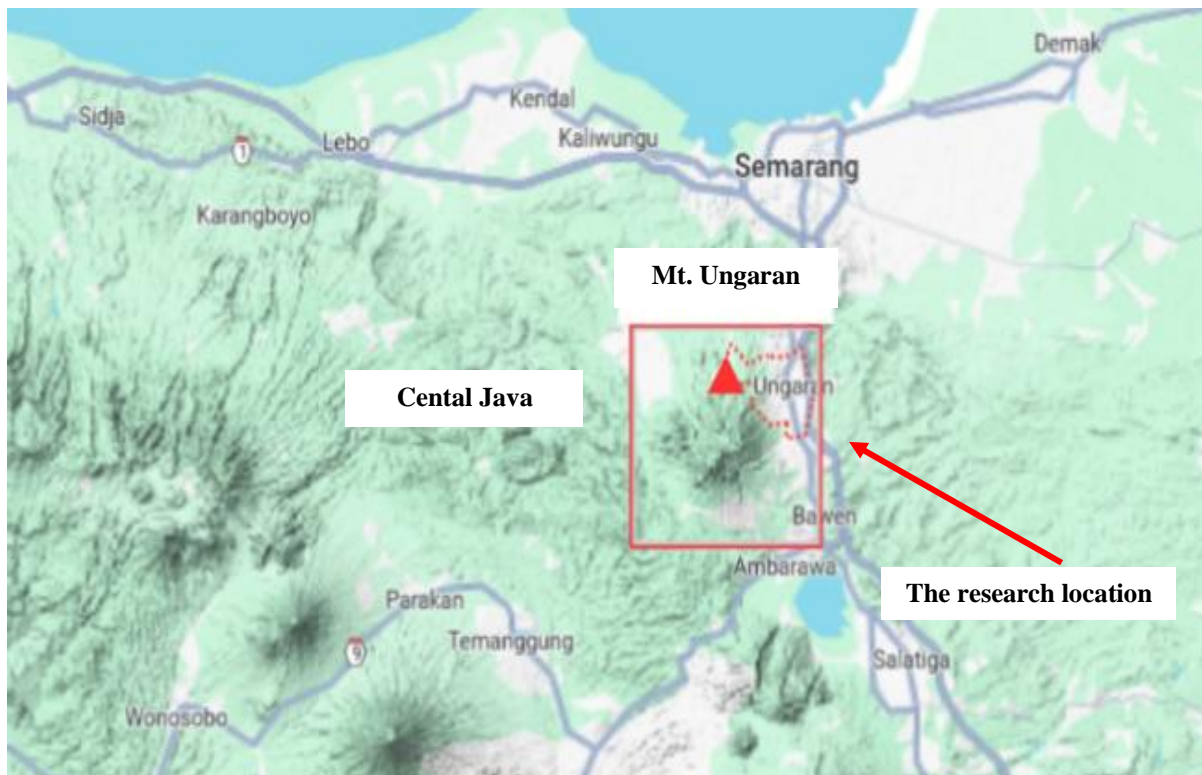 Demak
Kendal
Sidja
Kaliwungu
Lebo
1
Semarang
Karangboyo
Mt. Ungaran
Ungaran
Cental Java
Bawen
Ambarawa
The research location
Parakan
Temanggung
9
Salatiga
Wonosobo